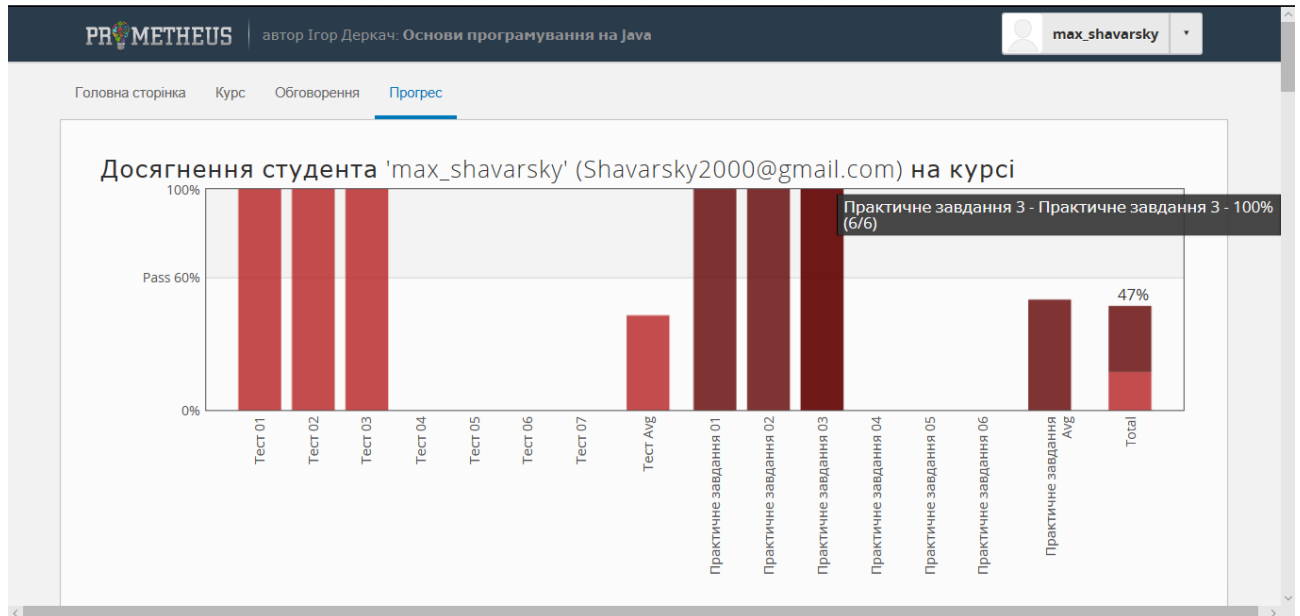 PROMETHEUS
автор Ігор Деркач: Основи програмування на Java
max_shavarsky
Головна сторінка Курс Обговорення Прогрес
Досягнення студента 'max_shavarsky' (Shavarsky2000@gmail.com) на курсі
100%
Практичне завдання 3 - Практичне завдання 3 - 100%
(6/6)
Pass 60%
47%
0%
Тест 01
Тест 02
Тест 03
Тест 04
Тест 05
Тест 06
Тест 07
Тест Avg
Практичне завдання 01
Практичне завдання 02
Практичне завдання 03
Практичне завдання 04
Практичне завдання 05
Практичне завдання 06
Практичне завдання
Avg
Total